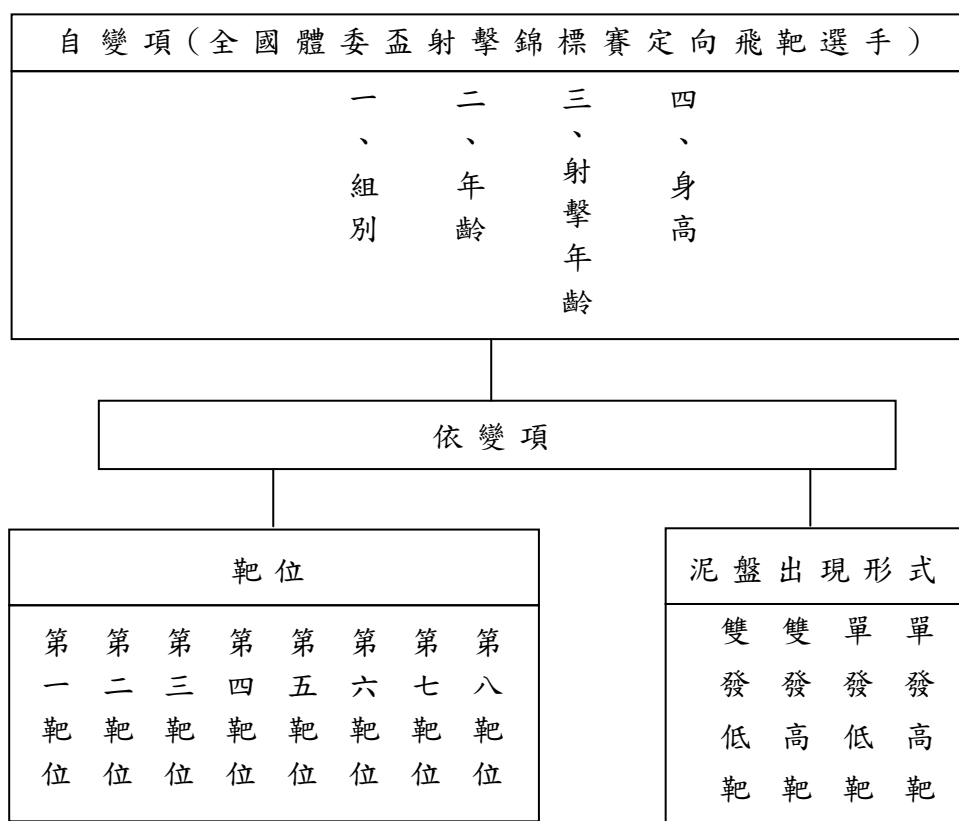 自變項(全國體委盃射擊錦標賽定向飛靶選手)
一、組別
二、年齡
三、射擊年齡
四、身高
依變項
靶位
第一靶位
第二靶位
第三靶位
第四靶位
第五靶位
第六靶位
第七靶位
第八靶位
泥盤出現形式
雙發低靶
雙發高靶
單發低靶
單發高靶